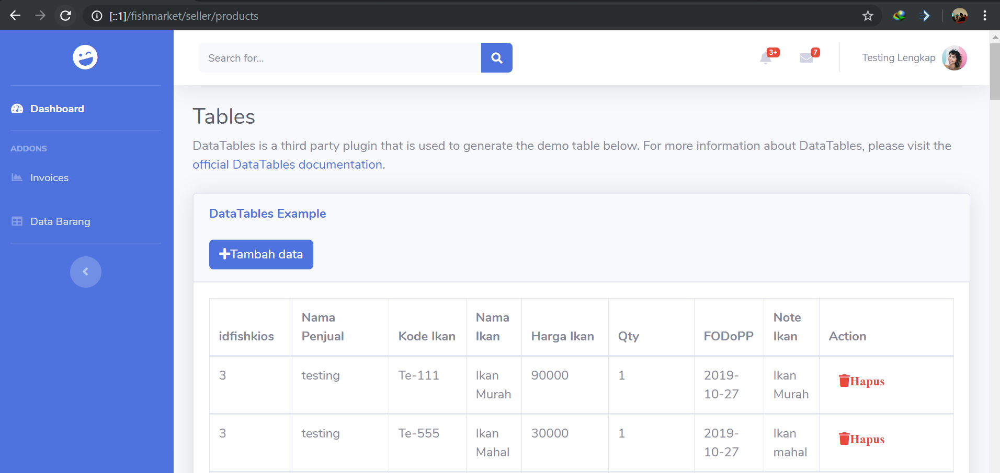 [::1]/fishmarket/seller/products
Search for...
3+
7
Testing Lengkap
Dashboard
ADDONS
Invoices
Data Barang
Tables
DataTables is a third party plugin that is used to generate the demo table below. For more information about DataTables, please visit the
official DataTables documentation.
DataTables Example
Tambah data
idfishkios
Nama
Penjual
Kode Ikan
Nama
Ikan
Harga Ikan
Qty
FODoPP
Note
Ikan
Action
3
testing
Te-111
Ikan
Murah
90000
1
2019-
10-27
Ikan
Murah
Hapus
3
testing
Te-555
Ikan
Mahal
30000
1
2019-
10-27
Ikan
mahal
Hapus